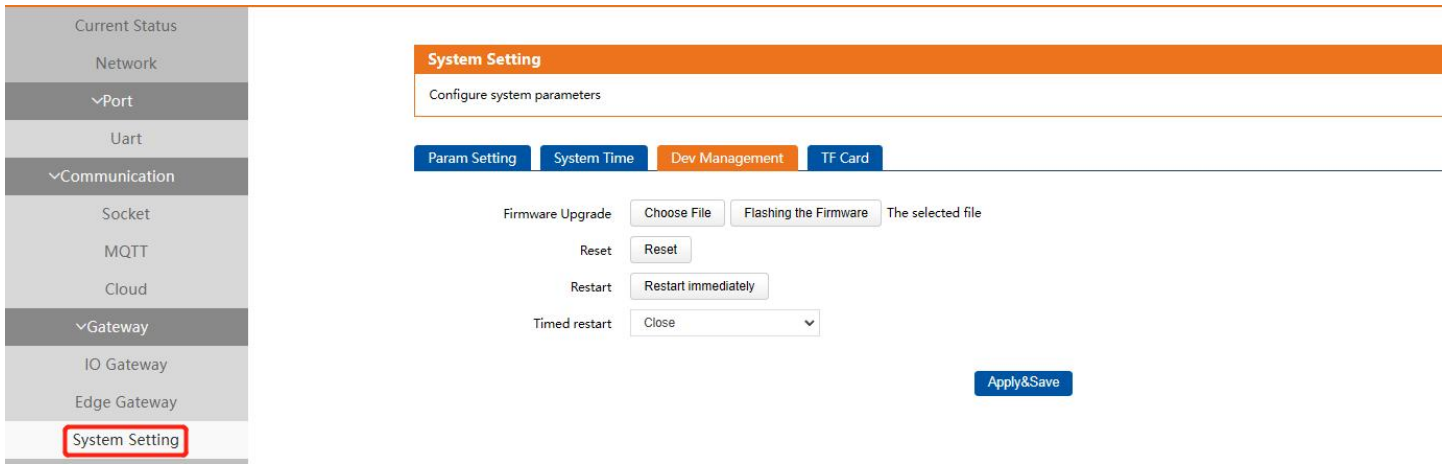 Current Status
Network
Port
Uart
Communication
Socket
MQTT
Cloud
Gateway
IO Gateway
Edge Gateway
System Setting
System Setting
Configure system parameters
Param Setting System Time Dev Management TF Card
Firmware Upgrade Choose File Flashing the Firmware The selected file
Reset Reset
Restart Restart immediately
Timed restart Close
Apply&Save